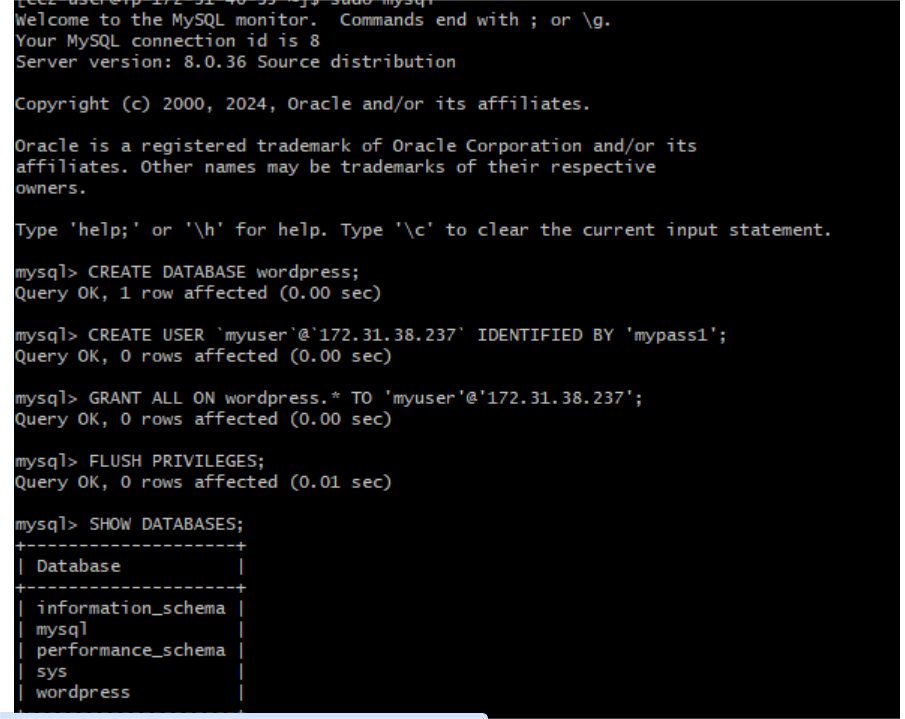 sudo mysql
Welcome to the MySQL monitor.  Commands end with ; or \g.
Your MySQL connection id is 8
Server version: 8.0.36 Source distribution

Copyright (c) 2000, 2024, Oracle and/or its affiliates.

Oracle is a registered trademark of Oracle Corporation and/or its
affiliates. Other names may be trademarks of their respective
owners.

Type 'help;' or '\h' for help. Type '\c' to clear the current input statement.

mysql> CREATE DATABASE wordpress;
Query OK, 1 row affected (0.00 sec)

mysql> CREATE USER `myuser`@`172.31.38.237` IDENTIFIED BY 'mypass1';
Query OK, 0 rows affected (0.00 sec)

mysql> GRANT ALL ON wordpress.* TO 'myuser'@'172.31.38.237';
Query OK, 0 rows affected (0.00 sec)

mysql> FLUSH PRIVILEGES;
Query OK, 0 rows affected (0.01 sec)

mysql> SHOW DATABASES;
+--------------------+
| Database           |
+--------------------+
| information_schema |
| mysql              |
| performance_schema |
| sys                |
| wordpress          |
+--------------------+